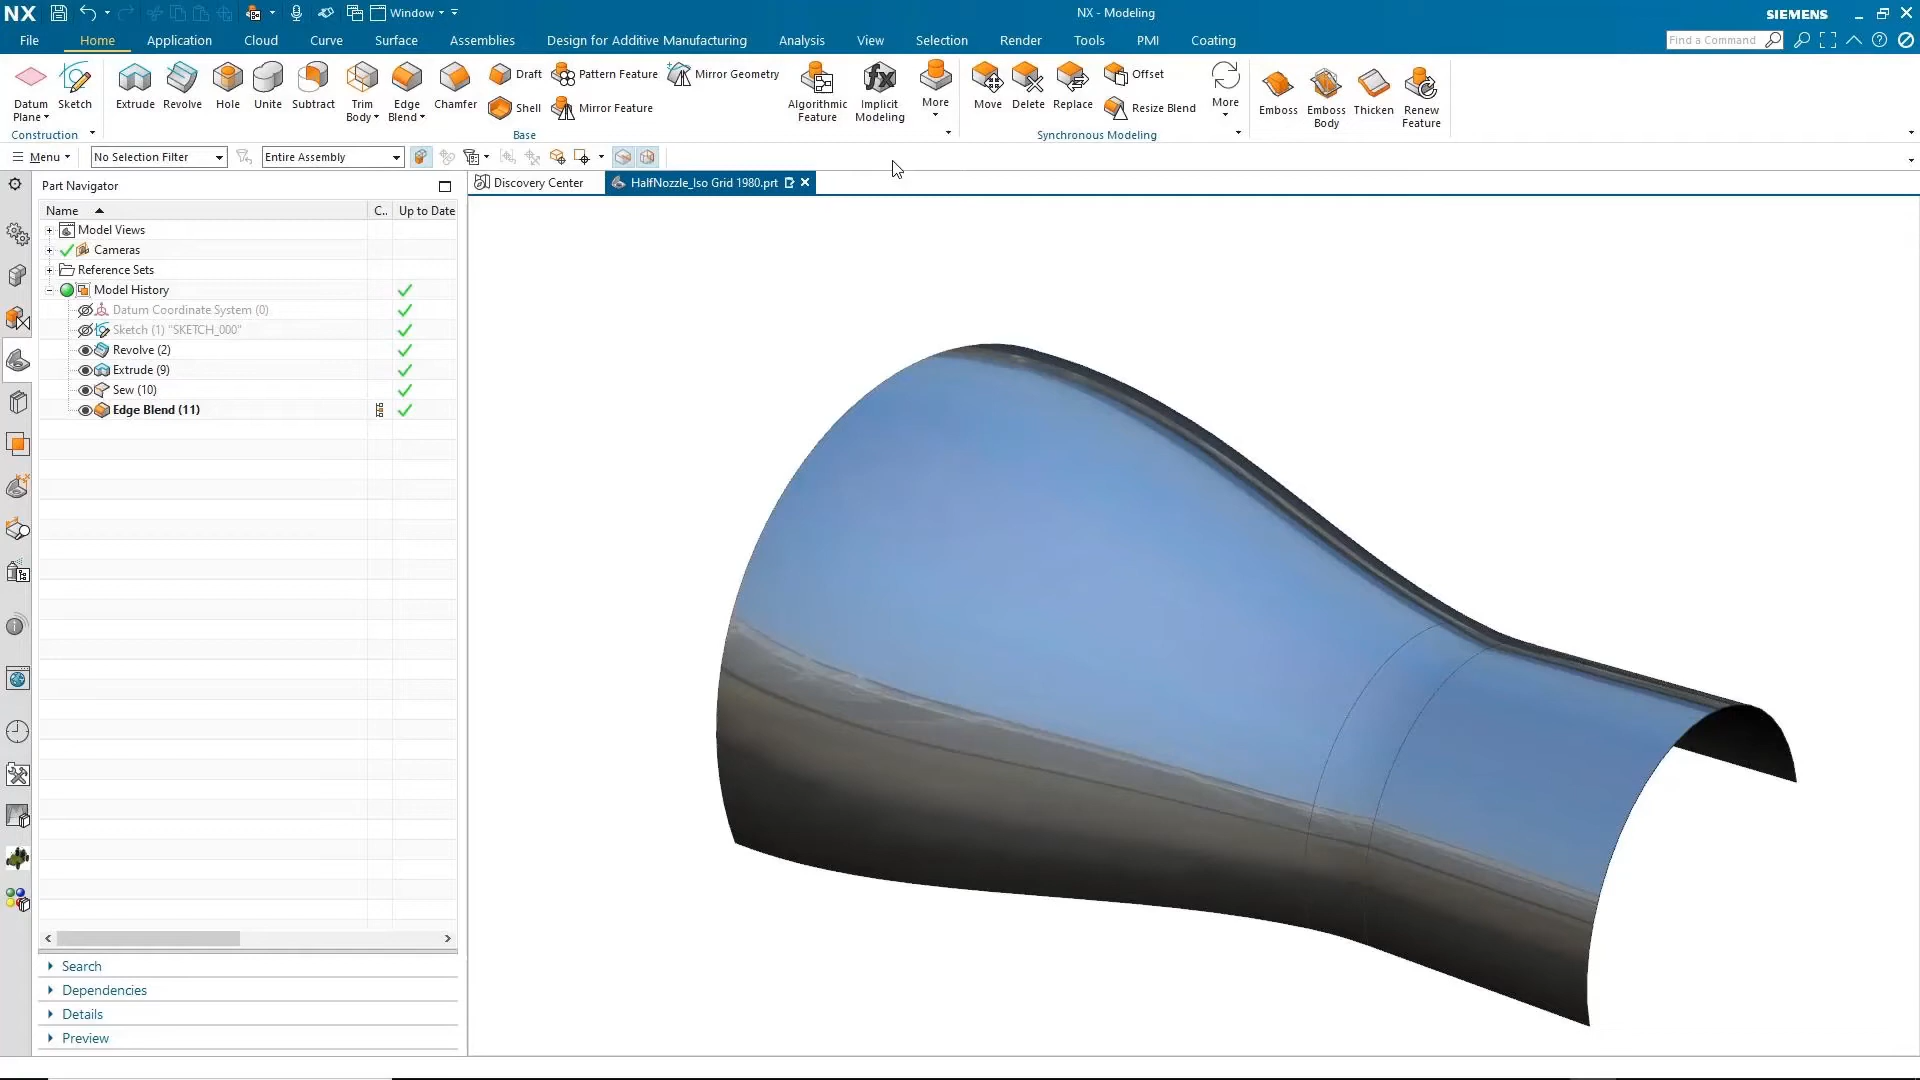 NX Window NX - Modeling SIEMENS
File Home Application Cloud Curve Surface Assemblies Design for Additive Manufacturing Analysis View Selection Render Tools PMI Coating Find a Command
Datum Plane Sketch Extrude Revolve Hole Unite Subtract Trim Body Edge Blend Chamfer Draft Shell Pattern Feature Mirror Feature Mirror Geometry Algorithmic Feature Implicit Modeling More Move Delete Replace Offset Resize Blend More Emboss Emboss Body Thicken Renew Feature
Construction Base Synchronous Modeling
Menu No Selection Filter Entire Assembly
Part Navigator Discovery Center HalfNozzle_Iso Grid 1980.prt
Name C.. Up to Date
Model Views
Cameras
Reference Sets
Model History
Datum Coordinate System (0)
Sketch (1) "SKETCH_000"
Revolve (2)
Extrude (9)
Sew (10)
Edge Blend (11)
Search
Dependencies
Details
Preview